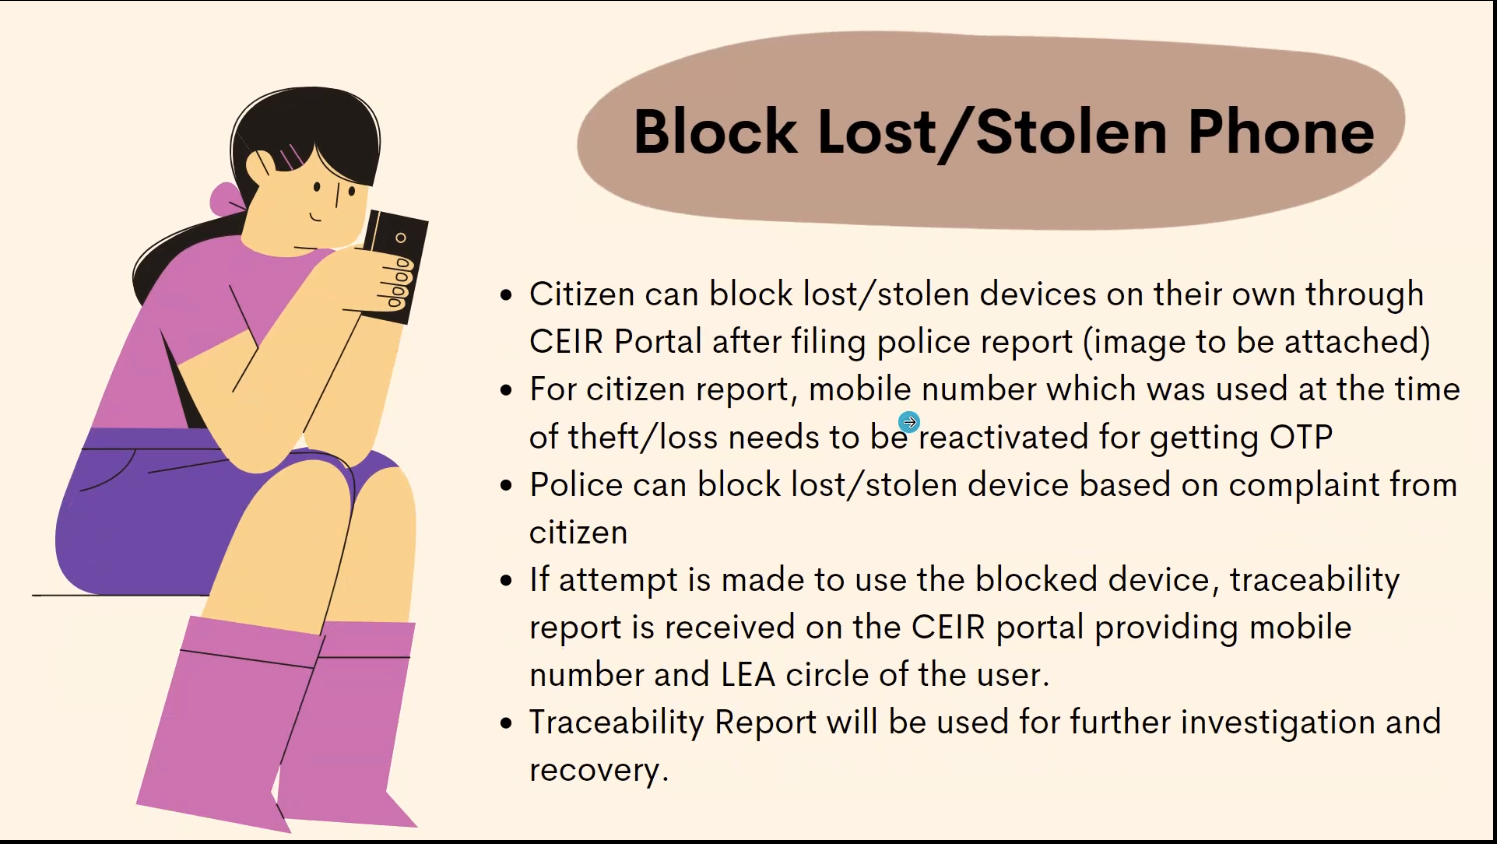 Block Lost/Stolen Phone
• Citizen can block lost/stolen devices on their own through
CEIR Portal after filing police report (image to be attached)
• For citizen report, mobile number which was used at the time
of theft/loss needs to be reactivated for getting OTP
• Police can block lost/stolen device based on complaint from
citizen
• If attempt is made to use the blocked device, traceability
report is received on the CEIR portal providing mobile
number and LEA circle of the user.
• Traceability Report will be used for further investigation and
recovery.